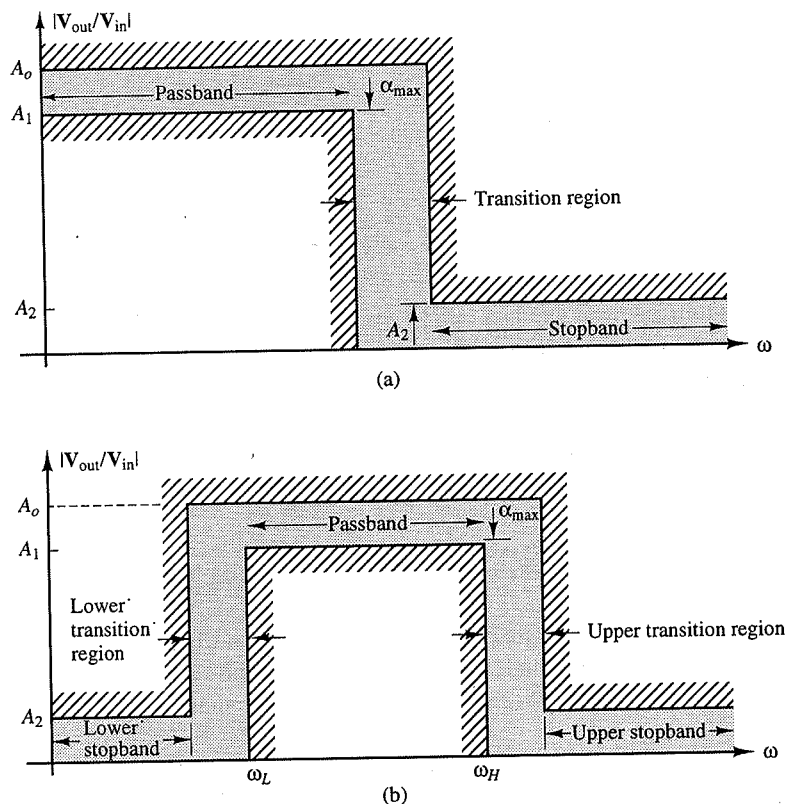 |Vout/Vin|
Ao
Passband
αmax
A1
Transition region
A2
A2
Stopband
ω
(a)
|Vout/Vin|
Ao
Passband
αmax
A1
Lower
transition
region
Upper transition region
A2
Lower
stopband
Upper stopband
ω
ωL
ωH
(b)